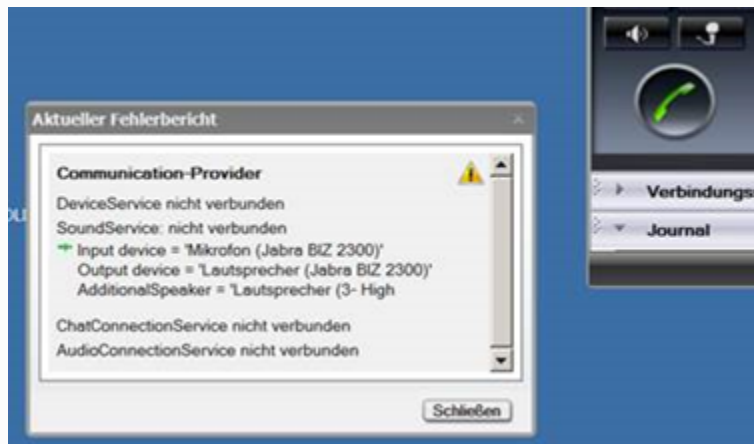 Aktueller Fehlerbericht
Communication-Provider
DeviceService nicht verbunden
SoundService: nicht verbunden
Input device = 'Mikrofon (Jabra BIZ 2300)'
Output device = 'Lautsprecher (Jabra BIZ 2300)'
AdditionalSpeaker = 'Lautsprecher (3- High
ChatConnectionService nicht verbunden
AudioConnectionService nicht verbunden
Schließen
Verbindungs
Journal